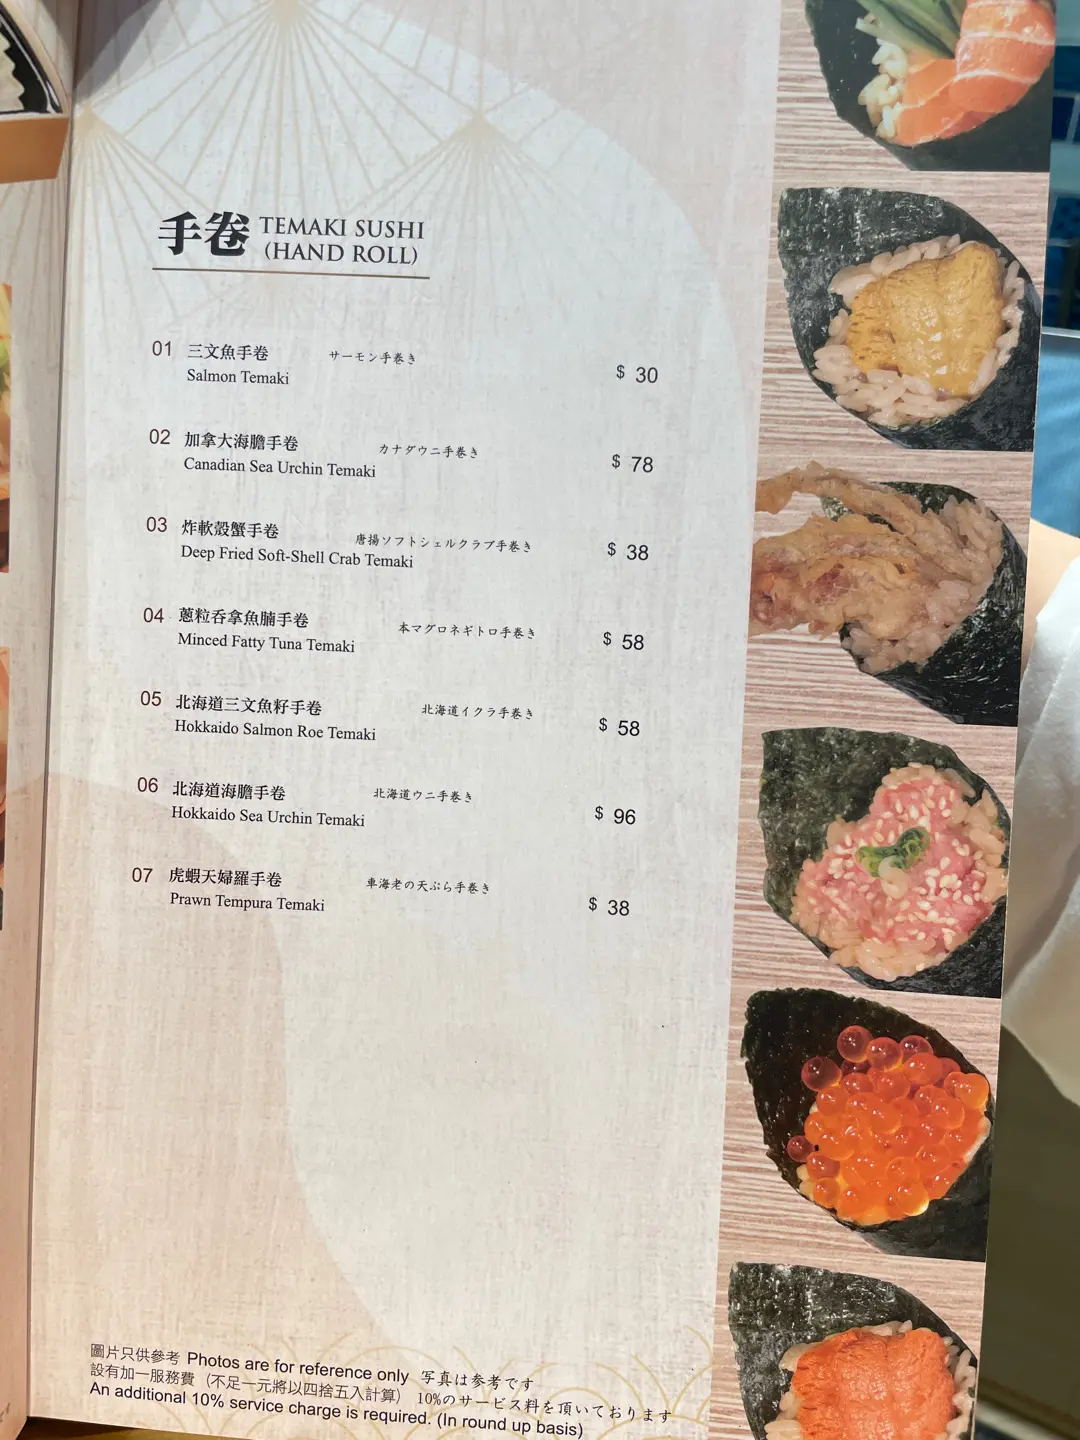 手卷 TEMAKI SUSHI
(HAND ROLL)
01 三文魚手卷 サーモン手巻き
Salmon Temaki $ 30
02 加拿大海膽手卷 カナダウニ手巻き
Canadian Sea Urchin Temaki $ 78
03 炸軟殼蟹手卷 唐揚ソフトシェルクラブ手巻き
Deep Fried Soft-Shell Crab Temaki $ 38
04 蔥粒吞拿魚腩手卷 本マグロネギトロ手巻き
Minced Fatty Tuna Temaki $ 58
05 北海道三文魚籽手卷 北海道イクラ手巻き
Hokkaido Salmon Roe Temaki $ 58
06 北海道海膽手卷 北海道ウニ手巻き
Hokkaido Sea Urchin Temaki $ 96
07 虎蝦天婦羅手卷 車海老の天ぷら手巻き
Prawn Tempura Temaki $ 38
圖片只供參考 Photos are for reference only 写真は参考です
設有加一服務費 (不足一元將以四捨五入計算) 10%のサービス料を頂いております
An additional 10% service charge is required. (In round up basis)